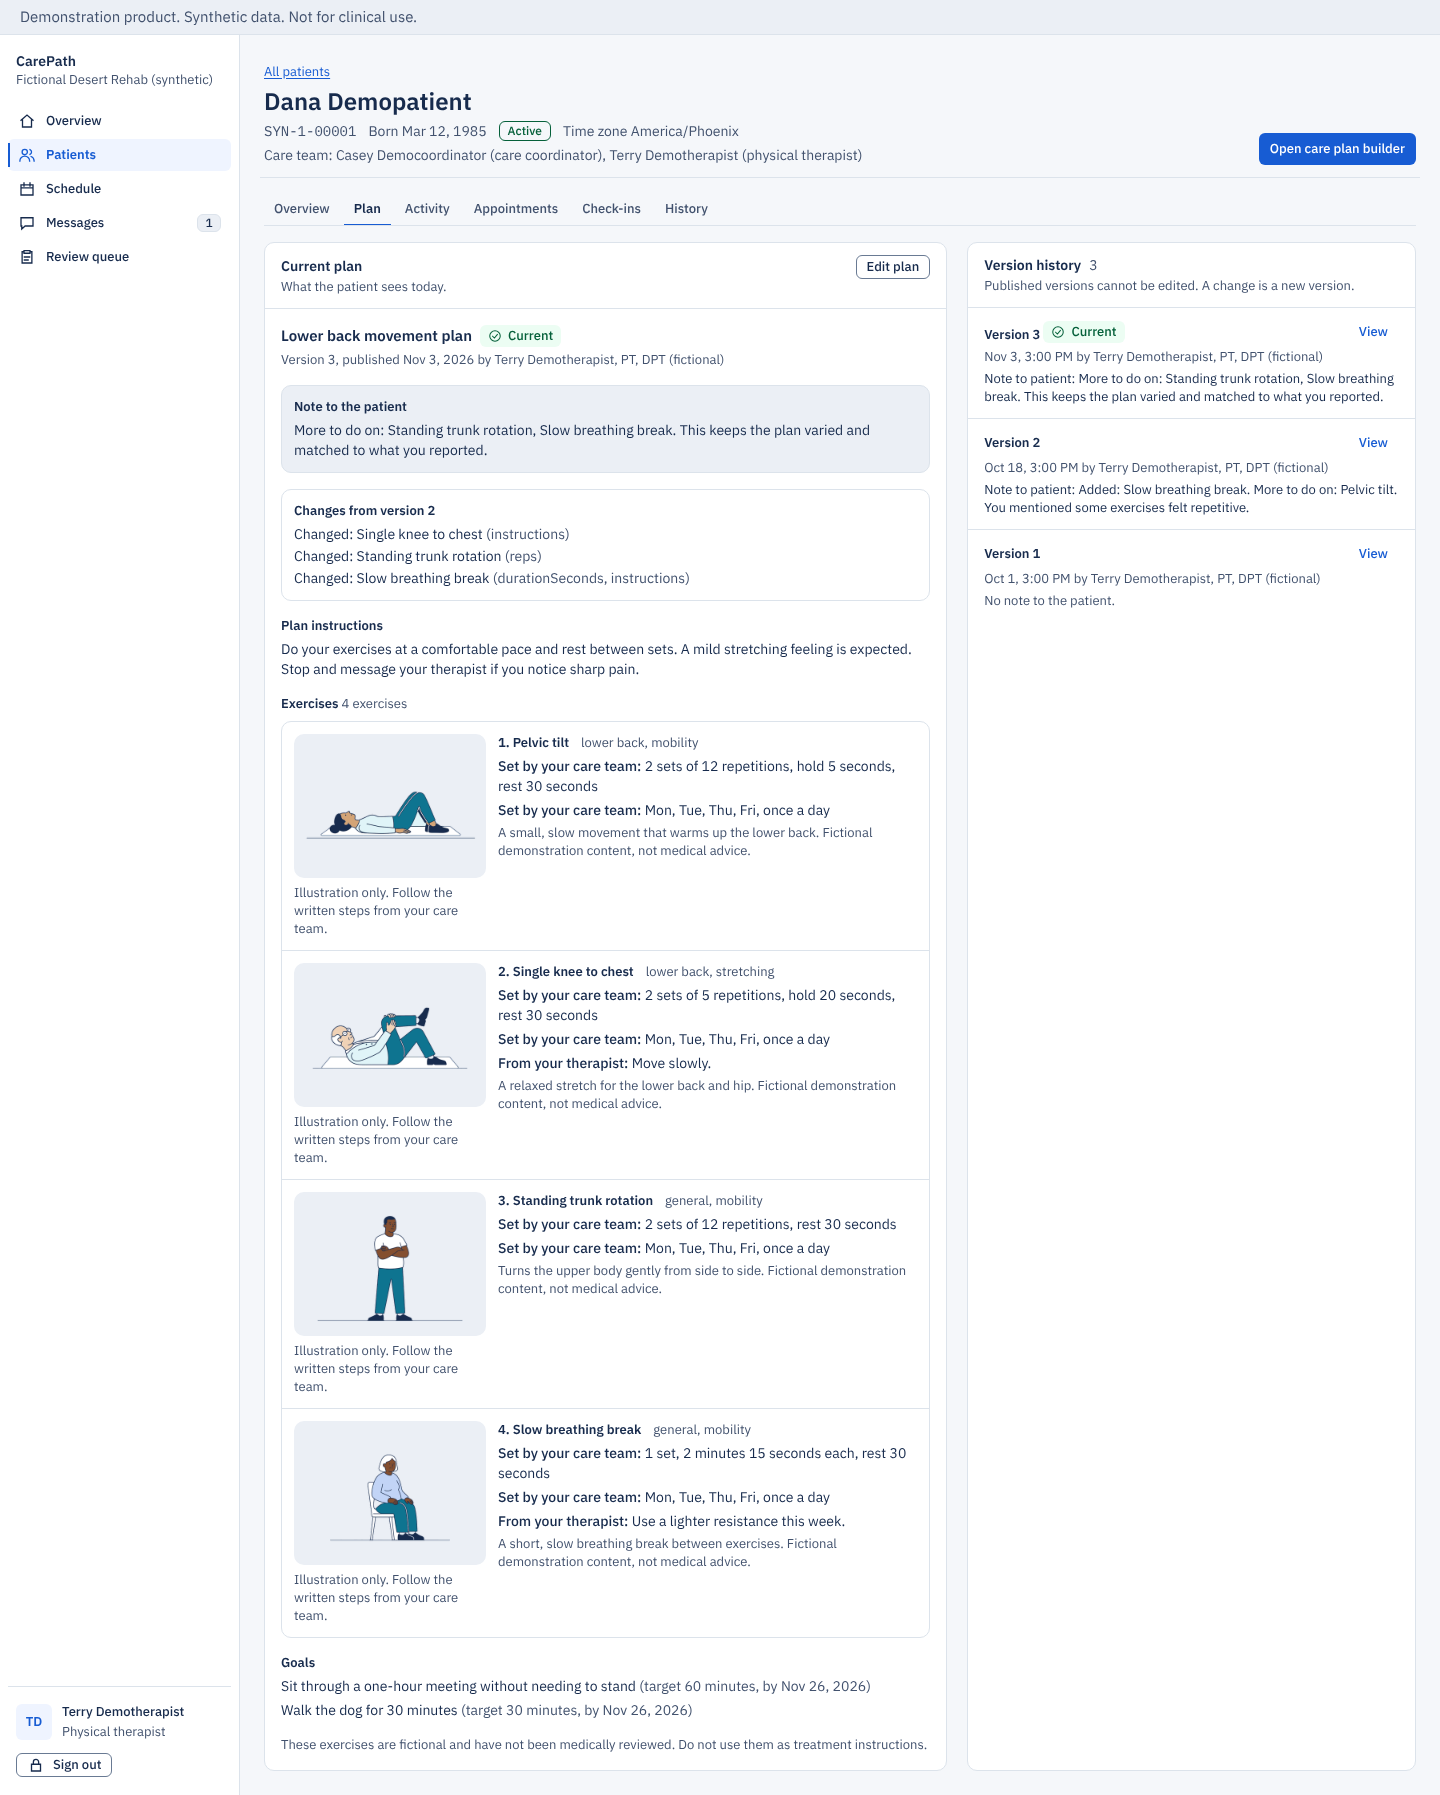 Demonstration product. Synthetic data. Not for clinical use.
CarePath
Fictional Desert Rehab (synthetic)
Overview
Patients
Schedule
Messages 1
Review queue
All patients
Dana Demopatient
SYN-1-00001 Born Mar 12, 1985 Active Time zone America/Phoenix
Care team: Casey Democoordinator (care coordinator), Terry Demotherapist (physical therapist)
Open care plan builder
Overview Plan Activity Appointments Check-ins History
Current plan
What the patient sees today.
Edit plan
Lower back movement plan Current
Version 3, published Nov 3, 2026 by Terry Demotherapist, PT, DPT (fictional)
Note to the patient
More to do on: Standing trunk rotation, Slow breathing break. This keeps the plan varied and
matched to what you reported.
Changes from version 2
Changed: Single knee to chest (instructions)
Changed: Standing trunk rotation (reps)
Changed: Slow breathing break (durationSeconds, instructions)
Plan instructions
Do your exercises at a comfortable pace and rest between sets. A mild stretching feeling is expected.
Stop and message your therapist if you notice sharp pain.
Exercises 4 exercises
1. Pelvic tilt lower back, mobility
Set by your care team: 2 sets of 12 repetitions, hold 5 seconds,
rest 30 seconds
Set by your care team: Mon, Tue, Thu, Fri, once a day
A small, slow movement that warms up the lower back. Fictional
demonstration content, not medical advice.
Illustration only. Follow the
written steps from your care
team.
2. Single knee to chest lower back, stretching
Set by your care team: 2 sets of 5 repetitions, hold 20 seconds,
rest 30 seconds
Set by your care team: Mon, Tue, Thu, Fri, once a day
From your therapist: Move slowly.
A relaxed stretch for the lower back and hip. Fictional demonstration
content, not medical advice.
Illustration only. Follow the
written steps from your care
team.
3. Standing trunk rotation general, mobility
Set by your care team: 2 sets of 12 repetitions, rest 30 seconds
Set by your care team: Mon, Tue, Thu, Fri, once a day
Turns the upper body gently from side to side. Fictional demonstration
content, not medical advice.
Illustration only. Follow the
written steps from your care
team.
4. Slow breathing break general, mobility
Set by your care team: 1 set, 2 minutes 15 seconds each, rest 30
seconds
Set by your care team: Mon, Tue, Thu, Fri, once a day
From your therapist: Use a lighter resistance this week.
A short, slow breathing break between exercises. Fictional
demonstration content, not medical advice.
Illustration only. Follow the
written steps from your care
team.
Goals
Sit through a one-hour meeting without needing to stand (target 60 minutes, by Nov 26, 2026)
Walk the dog for 30 minutes (target 30 minutes, by Nov 26, 2026)
These exercises are fictional and have not been medically reviewed. Do not use them as treatment instructions.
Version history 3
Published versions cannot be edited. A change is a new version.
Version 3 Current View
Nov 3, 3:00 PM by Terry Demotherapist, PT, DPT (fictional)
Note to patient: More to do on: Standing trunk rotation, Slow breathing
break. This keeps the plan varied and matched to what you reported.
Version 2 View
Oct 18, 3:00 PM by Terry Demotherapist, PT, DPT (fictional)
Note to patient: Added: Slow breathing break. More to do on: Pelvic tilt.
You mentioned some exercises felt repetitive.
Version 1 View
Oct 1, 3:00 PM by Terry Demotherapist, PT, DPT (fictional)
No note to the patient.
TD
Terry Demotherapist
Physical therapist
Sign out